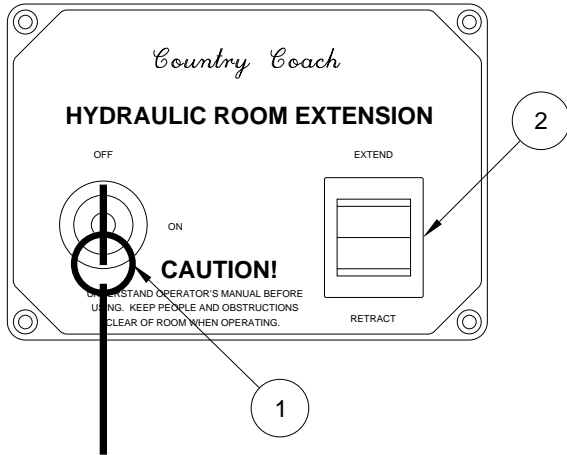 Country Coach
HYDRAULIC ROOM EXTENSION
OFF
EXTEND
ON
CAUTION!
UNDERSTAND OPERATOR'S MANUAL BEFORE
USING. KEEP PEOPLE AND OBSTRUCTIONS
CLEAR OF ROOM WHEN OPERATING.
RETRACT
2
1